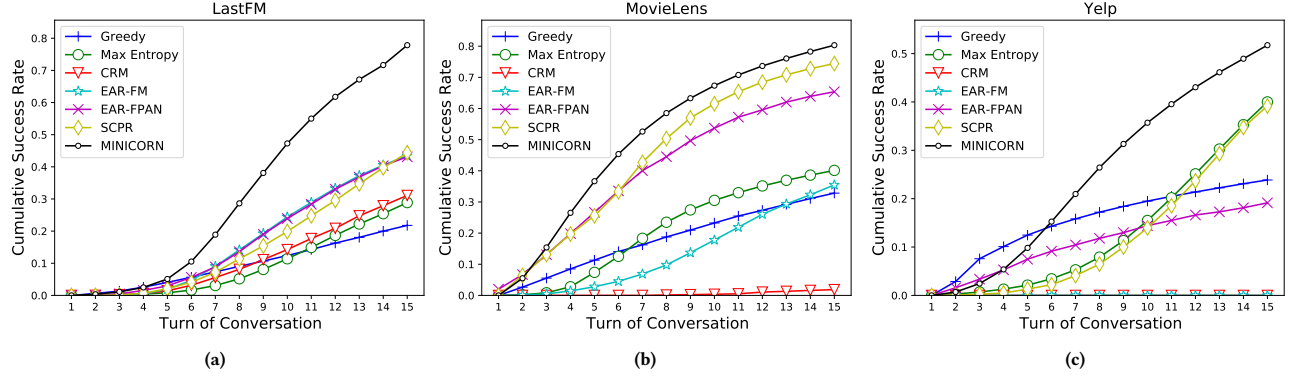 LastFM
Cumulative Success Rate
0.8
0.7
0.6
0.5
0.4
0.3
0.2
0.1
0.0
Greedy
Max Entropy
CRM
EAR-FM
EAR-FPAN
SCPR
MINICORN
1 2 3 4 5 6 7 8 9 10 11 12 13 14 15
Turn of Conversation
(a)
MovieLens
Cumulative Success Rate
0.8
0.7
0.6
0.5
0.4
0.3
0.2
0.1
0.0
Greedy
Max Entropy
CRM
EAR-FM
EAR-FPAN
SCPR
MINICORN
1 2 3 4 5 6 7 8 9 10 11 12 13 14 15
Turn of Conversation
(b)
Yelp
Cumulative Success Rate
0.5
0.4
0.3
0.2
0.1
0.0
Greedy
Max Entropy
CRM
EAR-FM
EAR-FPAN
SCPR
MINICORN
1 2 3 4 5 6 7 8 9 10 11 12 13 14 15
Turn of Conversation
(c)